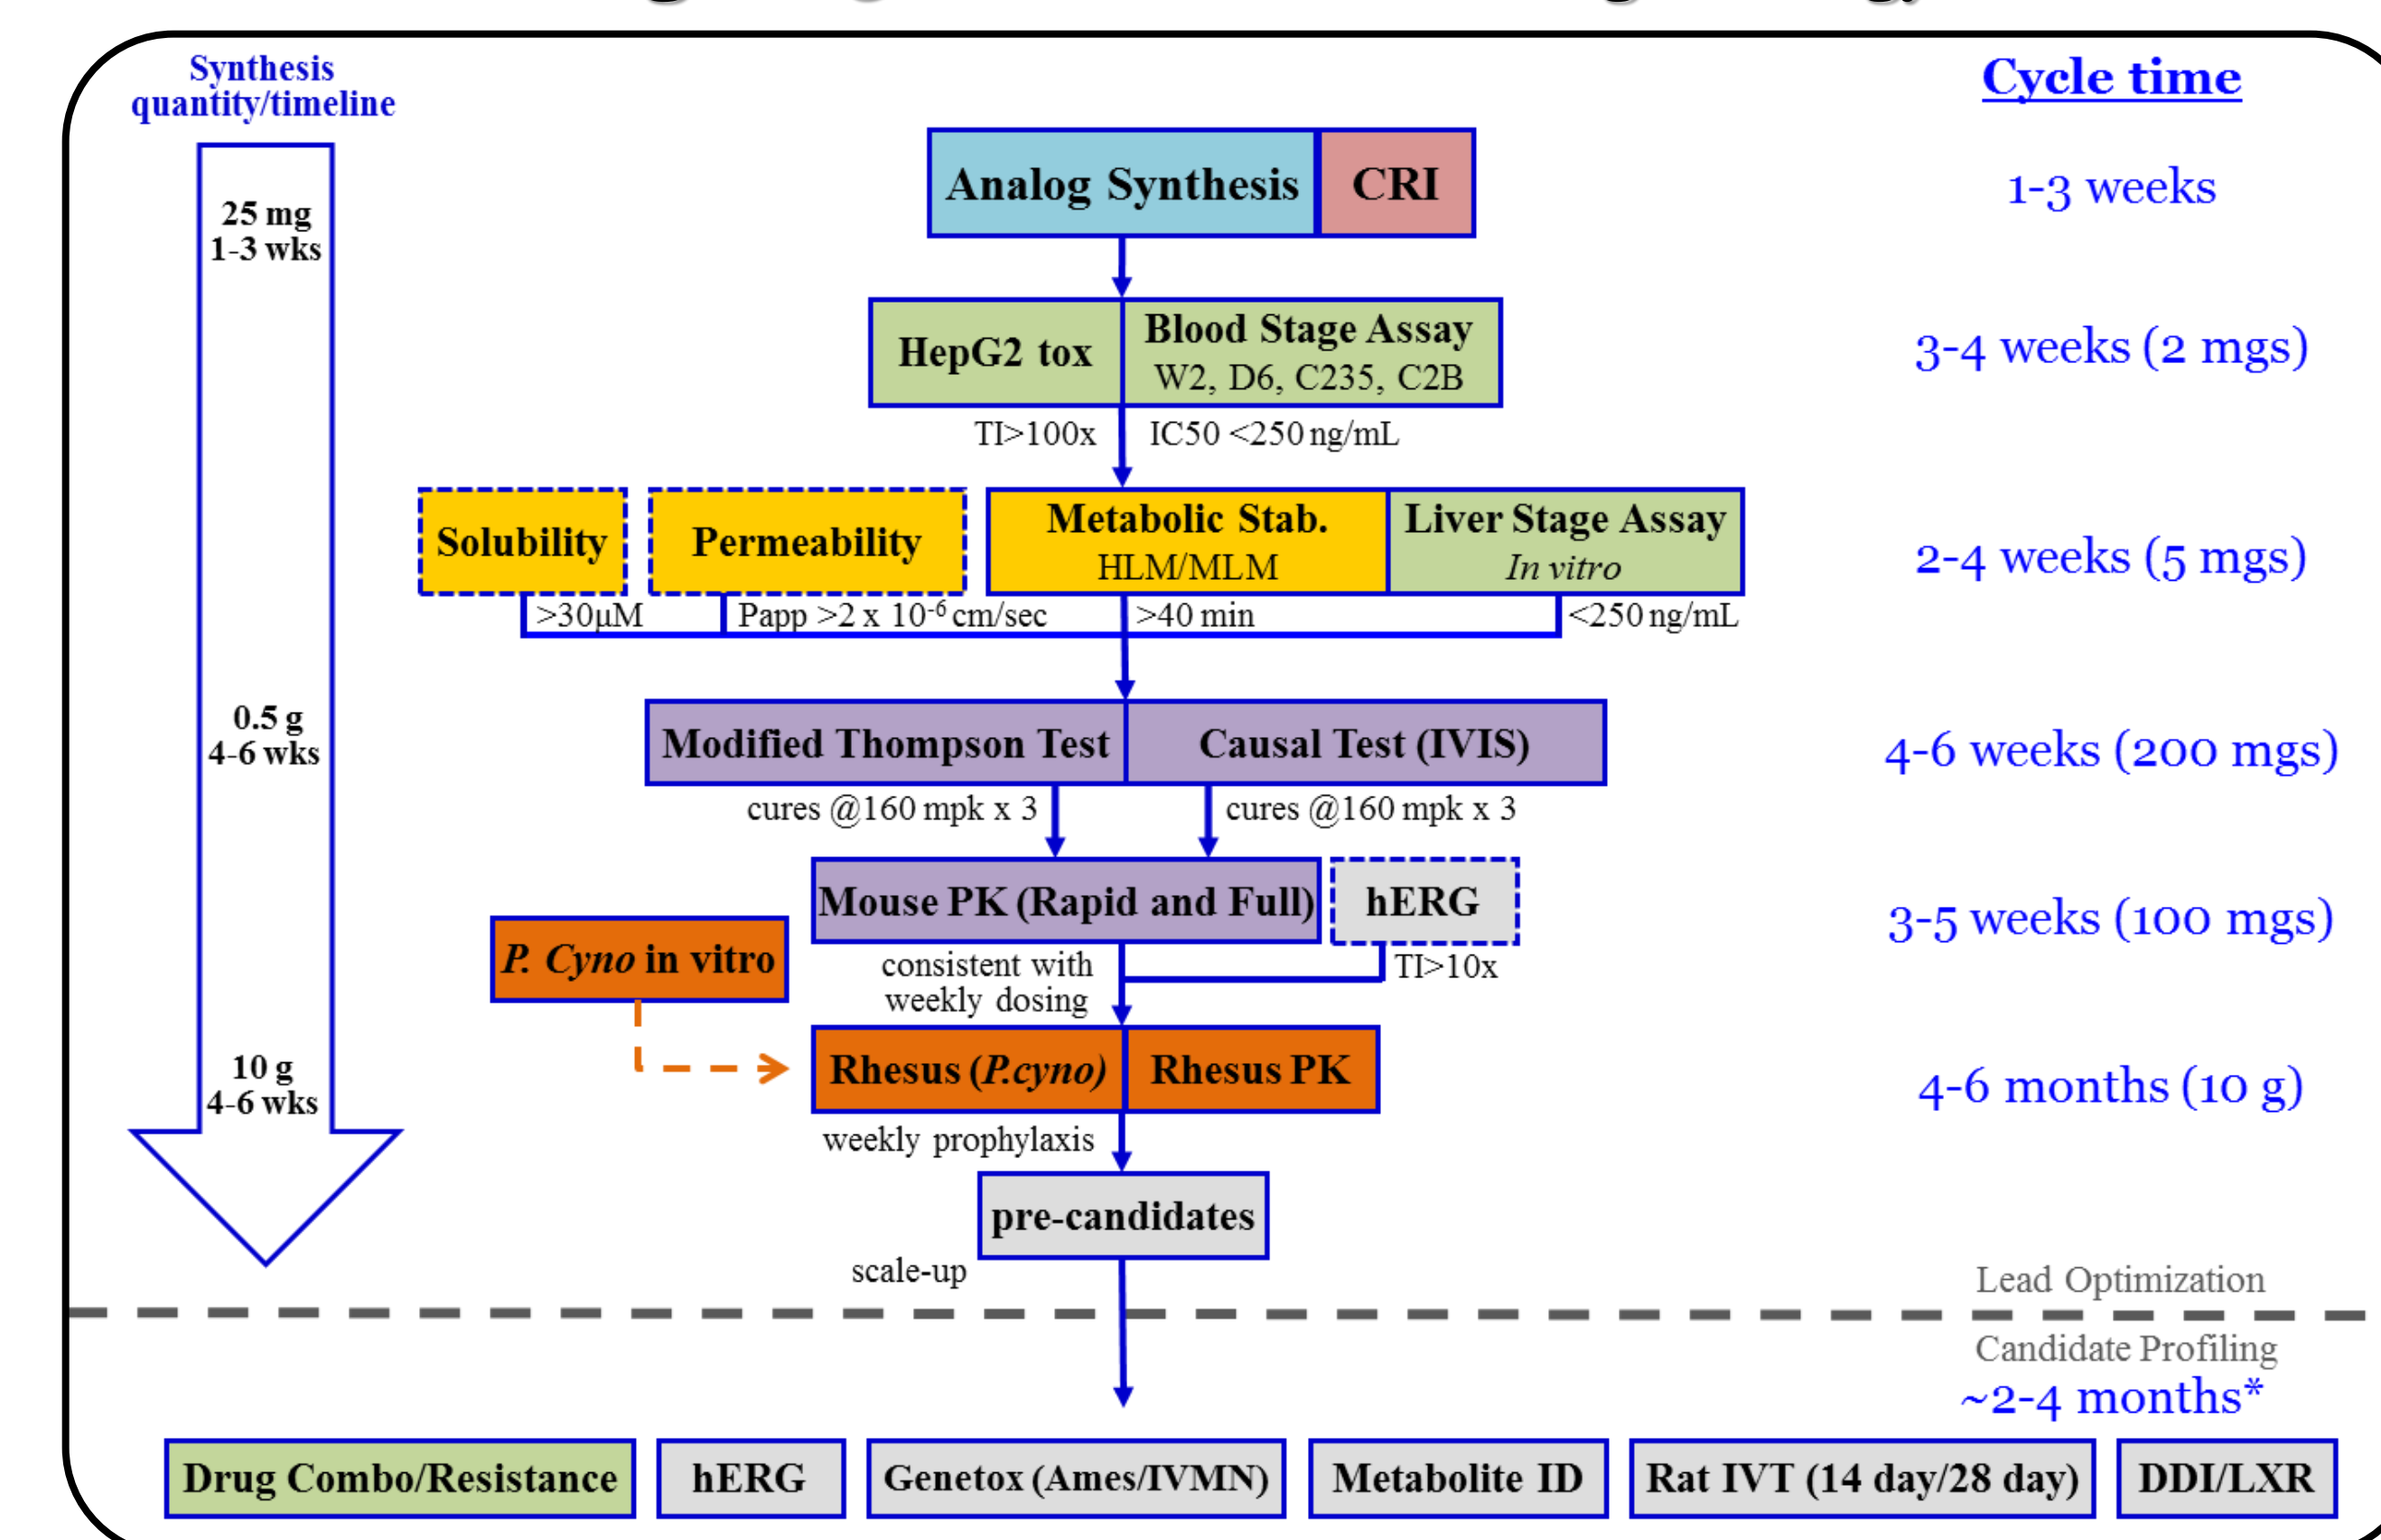 Synthesis
quantity/timeline
Cycle time
Analog Synthesis
CRI
1-3 weeks
25 mg
1-3 wks
HepG2 tox
Blood Stage Assay
W2, D6, C235, C2B
3-4 weeks (2 mgs)
TI>100x
IC50 <250 ng/mL
Solubility
Permeability
Metabolic Stab.
HLM/MLM
Liver Stage Assay
In vitro
2-4 weeks (5 mgs)
>30µM
Papp >2 x 10-6 cm/sec
>40 min
<250 ng/mL
0.5 g
4-6 wks
Modified Thompson Test
Causal Test (IVIS)
4-6 weeks (200 mgs)
cures @160 mpk x 3
cures @160 mpk x 3
Mouse PK (Rapid and Full)
hERG
3-5 weeks (100 mgs)
P. Cyno in vitro
consistent with
weekly dosing
TI>10x
10 g
4-6 wks
Rhesus (P.cyno)
Rhesus PK
4-6 months (10 g)
weekly prophylaxis
pre-candidates
scale-up
Lead Optimization
Candidate Profiling
~2-4 months*
Drug Combo/Resistance
hERG
Genetox (Ames/IVMN)
Metabolite ID
Rat IVT (14 day/28 day)
DDI/LXR